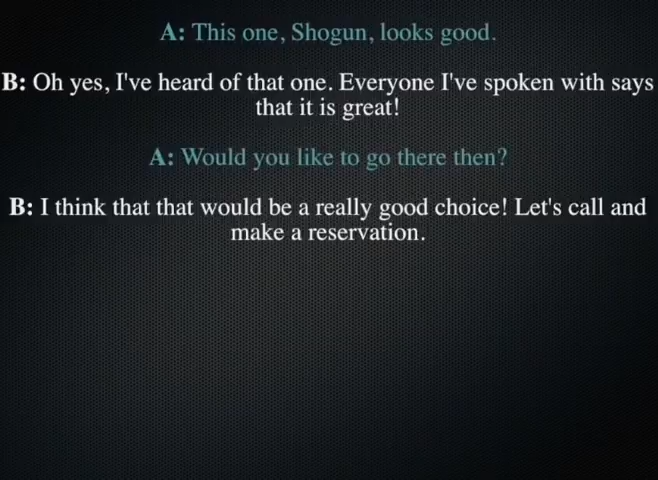 A: This one, Shogun, looks good.
B: Oh yes, I've heard of that one. Everyone I've spoken with says
that it is great!
A: Would you like to go there then?
B: I think that that would be a really good choice! Let's call and
make a reservation.